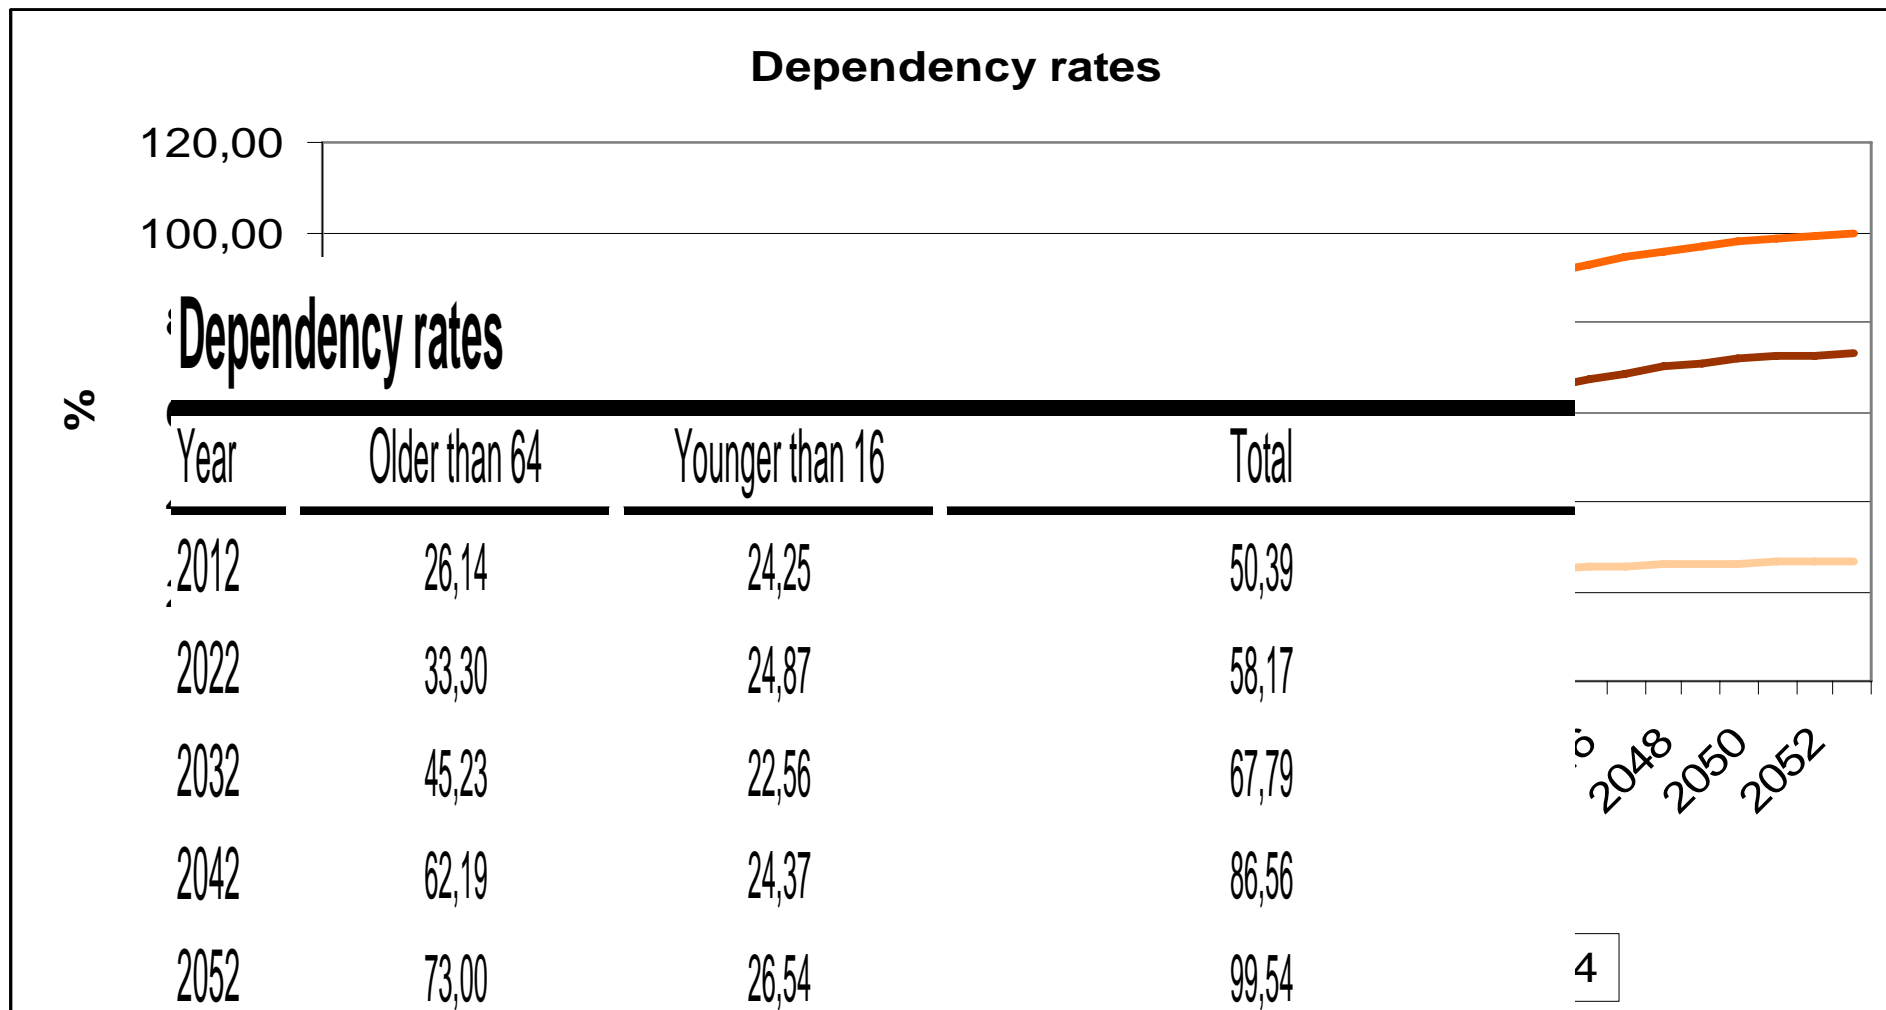 Dependency rates
120,00
100,00
%
Dependency rates
Year Older than 64 Younger than 16 Total
2012 26,14 24,25 50,39
2022 33,30 24,87 58,17
2032 45,23 22,56 67,79
2042 62,19 24,37 86,56
2052 73,00 26,54 99,54
2048
2050
2052
4